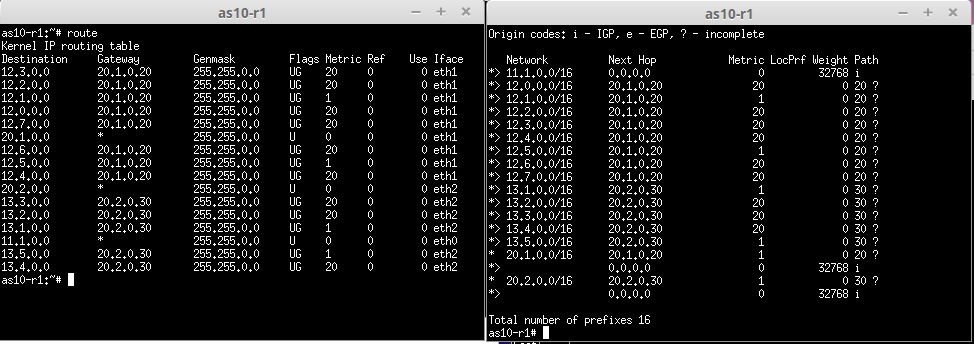 as10-r1
as10-r1:~# route
Kernel IP routing table
Destination Gateway Genmask Flags Metric Ref Use Iface
12.3.0.0 20.1.0.20 255.255.0.0 UG 20 0 0 eth1
12.2.0.0 20.1.0.20 255.255.0.0 UG 20 0 0 eth1
12.1.0.0 20.1.0.20 255.255.0.0 UG 1 0 0 eth1
12.0.0.0 20.1.0.20 255.255.0.0 UG 20 0 0 eth1
12.7.0.0 20.1.0.20 255.255.0.0 UG 20 0 0 eth1
20.1.0.0 * 255.255.0.0 U 0 0 0 eth1
12.6.0.0 20.1.0.20 255.255.0.0 UG 20 0 0 eth1
12.5.0.0 20.1.0.20 255.255.0.0 UG 1 0 0 eth1
12.4.0.0 20.1.0.20 255.255.0.0 UG 20 0 0 eth1
20.2.0.0 * 255.255.0.0 U 0 0 0 eth2
13.3.0.0 20.2.0.30 255.255.0.0 UG 20 0 0 eth2
13.2.0.0 20.2.0.30 255.255.0.0 UG 20 0 0 eth2
13.1.0.0 20.2.0.30 255.255.0.0 UG 1 0 0 eth2
11.1.0.0 * 255.255.0.0 U 0 0 0 eth0
13.5.0.0 20.2.0.30 255.255.0.0 UG 1 0 0 eth2
13.4.0.0 20.2.0.30 255.255.0.0 UG 20 0 0 eth2
as10-r1:~#
as10-r1
Origin codes: i - IGP, e - EGP, ? - incomplete
Network Next Hop Metric LocPrf Weight Path
*> 11.1.0.0/16 0.0.0.0 0 32768 i
*> 12.0.0.0/16 20.1.0.20 20 0 20 ?
*> 12.1.0.0/16 20.1.0.20 1 0 20 ?
*> 12.2.0.0/16 20.1.0.20 20 0 20 ?
*> 12.3.0.0/16 20.1.0.20 20 0 20 ?
*> 12.4.0.0/16 20.1.0.20 20 0 20 ?
*> 12.5.0.0/16 20.1.0.20 1 0 20 ?
*> 12.6.0.0/16 20.1.0.20 20 0 20 ?
*> 12.7.0.0/16 20.1.0.20 20 0 20 ?
*> 13.1.0.0/16 20.2.0.30 1 0 30 ?
*> 13.2.0.0/16 20.2.0.30 20 0 30 ?
*> 13.3.0.0/16 20.2.0.30 20 0 30 ?
*> 13.4.0.0/16 20.2.0.30 20 0 30 ?
*> 13.5.0.0/16 20.2.0.30 1 0 30 ?
* 20.1.0.0/16 20.1.0.20 1 0 20 ?
*> 0.0.0.0 0 32768 i
* 20.2.0.0/16 20.2.0.30 1 0 30 ?
*> 0.0.0.0 0 32768 i
Total number of prefixes 16
as10-r1#